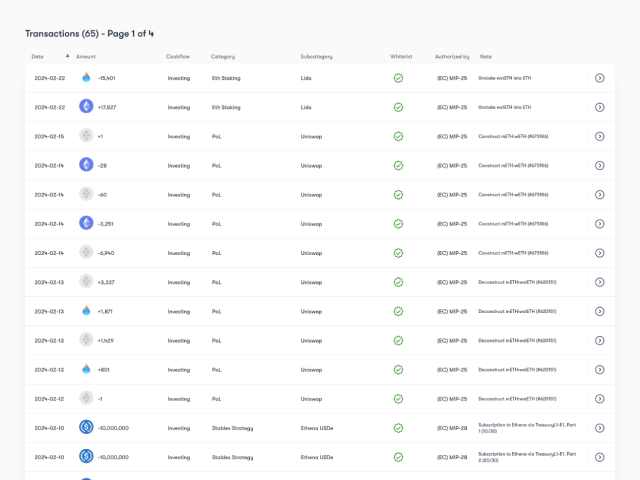 Transactions (65) - Page 1 of 4
Date ▲ Amount Cashflow Category Subcategory Whitelist Authorized by Note
2024-02-22 -15,401 Investing Eth Staking Lido (EC) MIP-25 Unstake wstETH into ETH
2024-02-22 +17,827 Investing Eth Staking Lido (EC) MIP-25 Unstake wstETH into ETH
2024-02-15 +1 Investing PoL Uniswap (EC) MIP-25 Construct mETH:wETH (#675186)
2024-02-14 -28 Investing PoL Uniswap (EC) MIP-25 Construct mETH:wETH (#675186)
2024-02-14 -60 Investing PoL Uniswap (EC) MIP-25 Construct mETH:wETH (#675186)
2024-02-14 -3,251 Investing PoL Uniswap (EC) MIP-25 Construct mETH:wETH (#675186)
2024-02-14 -6,940 Investing PoL Uniswap (EC) MIP-25 Construct mETH:wETH (#675186)
2024-02-13 +3,337 Investing PoL Uniswap (EC) MIP-25 Deconstruct mETH:wstETH (#620151)
2024-02-13 +1,871 Investing PoL Uniswap (EC) MIP-25 Deconstruct mETH:wstETH (#620151)
2024-02-13 +1,429 Investing PoL Uniswap (EC) MIP-25 Deconstruct mETH:wstETH (#620151)
2024-02-13 +801 Investing PoL Uniswap (EC) MIP-25 Deconstruct mETH:wstETH (#620151)
2024-02-12 -1 Investing PoL Uniswap (EC) MIP-25 Deconstruct mETH:wstETH (#620151)
2024-02-10 -10,000,000 Investing Stables Strategy Ethena USDe (EC) MIP-28 Subscription to Ethena via TreasuryL1-E1. Part
1 (10/30)
2024-02-10 -10,000,000 Investing Stables Strategy Ethena USDe (EC) MIP-28 Subscription to Ethena via TreasuryL1-E1. Part
2 (20/30)